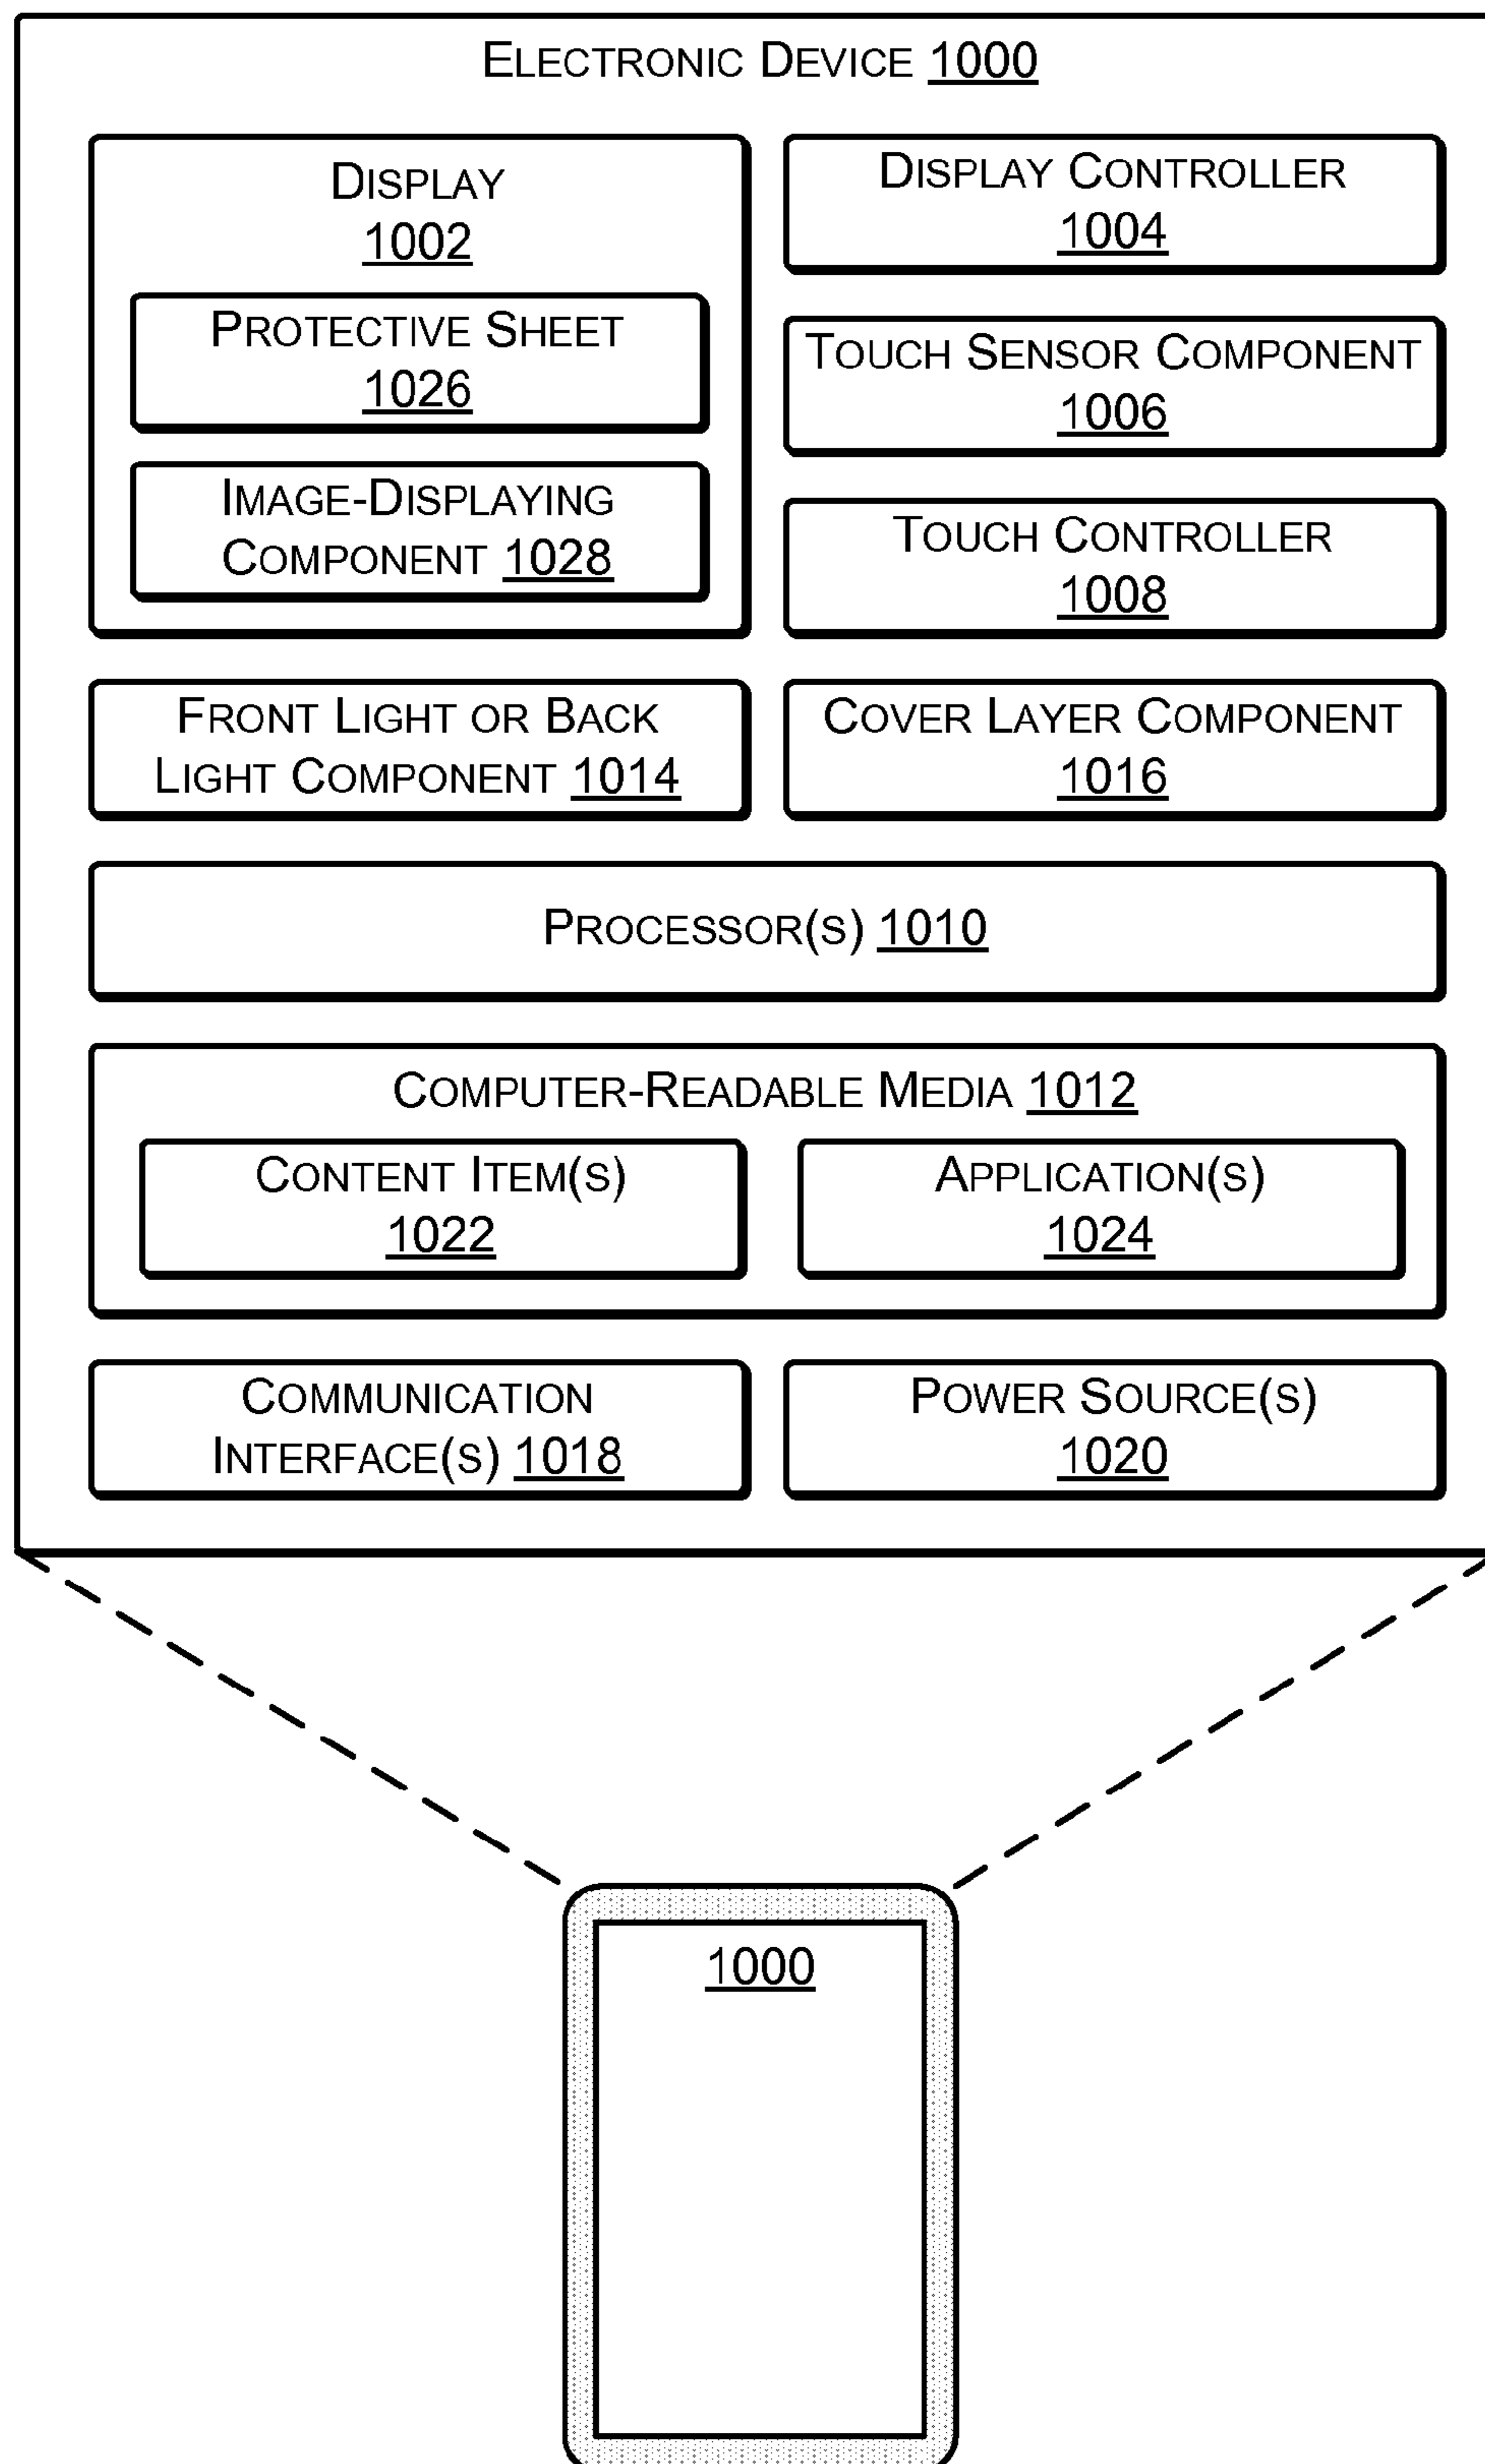 ELECTRONIC DEVICE 1000
DISPLAY
1002
PROTECTIVE SHEET
1026
IMAGE-DISPLAYING
COMPONENT 1028
DISPLAY CONTROLLER
1004
TOUCH SENSOR COMPONENT
1006
TOUCH CONTROLLER
1008
FRONT LIGHT OR BACK
LIGHT COMPONENT 1014
COVER LAYER COMPONENT
1016
PROCESSOR(S) 1010
COMPUTER-READABLE MEDIA 1012
CONTENT ITEM(S)
1022
APPLICATION(S)
1024
COMMUNICATION
INTERFACE(S) 1018
POWER SOURCE(S)
1020
1000